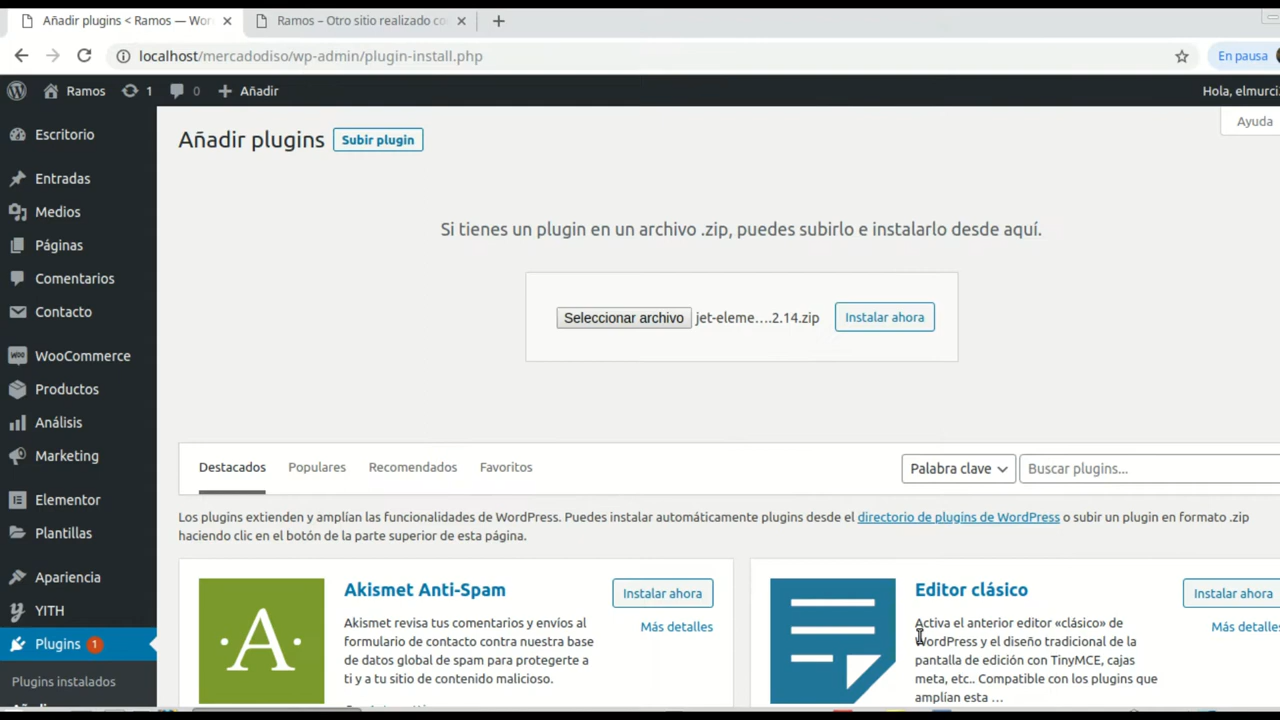 Añadir plugins < Ramos — Wor
Ramos – Otro sitio realizado co
localhost/mercadodiso/wp-admin/plugin-install.php
En pausa
Ramos
1
0
Añadir
Hola, elmurci
Escritorio
Entradas
Medios
Páginas
Comentarios
Contacto
WooCommerce
Productos
Análisis
Marketing
Elementor
Plantillas
Apariencia
YITH
Plugins 1
Plugins instalados
Ayuda
Añadir plugins
Subir plugin
Si tienes un plugin en un archivo .zip, puedes subirlo e instalarlo desde aquí.
Seleccionar archivo jet-eleme....2.14.zip Instalar ahora
Destacados Populares Recomendados Favoritos
Palabra clave Buscar plugins...
Los plugins extienden y amplían las funcionalidades de WordPress. Puedes instalar automáticamente plugins desde el directorio de plugins de WordPress o subir un plugin en formato .zip
haciendo clic en el botón de la parte superior de esta página.
Akismet Anti-Spam
Instalar ahora
Más detalles
Akismet revisa tus comentarios y envíos al
formulario de contacto contra nuestra base
de datos global de spam para protegerte a
ti y a tu sitio de contenido malicioso.
Editor clásico
Instalar ahora
Más detalles
Activa el anterior editor «clásico» de
WordPress y el diseño tradicional de la
pantalla de edición con TinyMCE, cajas
meta, etc.. Compatible con los plugins que
amplían esta ...